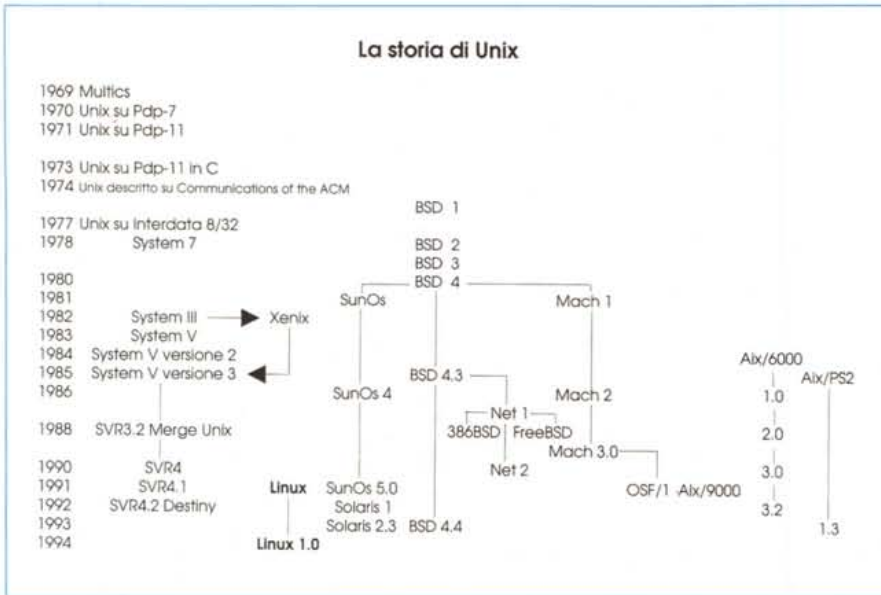 La storia di Unix
1969 Multics
1970 Unix su Pdp-7
1971 Unix su Pdp-11
1973 Unix su Pdp-11 in C
1974 Unix descritto su Communications of the ACM
BSD 1
1977 Unix su Interdata 8/32
1978 System 7 BSD 2
BSD 3
1980 BSD 4
1981 SunOs Mach 1
1982 System III Xenix
1983 System V
1984 System V versione 2 Aix/6000
1985 System V versione 3 BSD 4.3 Aix/PS2
1986 SunOs 4 Mach 2 1.0
Net 1
1988 SVR3.2 Merge Unix 386BSD FreeBSD 2.0
Mach 3.0
1990 SVR4 Net 2 3.0
1991 SVR4.1 Linux SunOs 5.0 OSF/1 Aix/9000
1992 SVR4.2 Destiny Solaris 1 3.2
1993 Solaris 2.3 BSD 4.4 1.3
1994 Linux 1.0